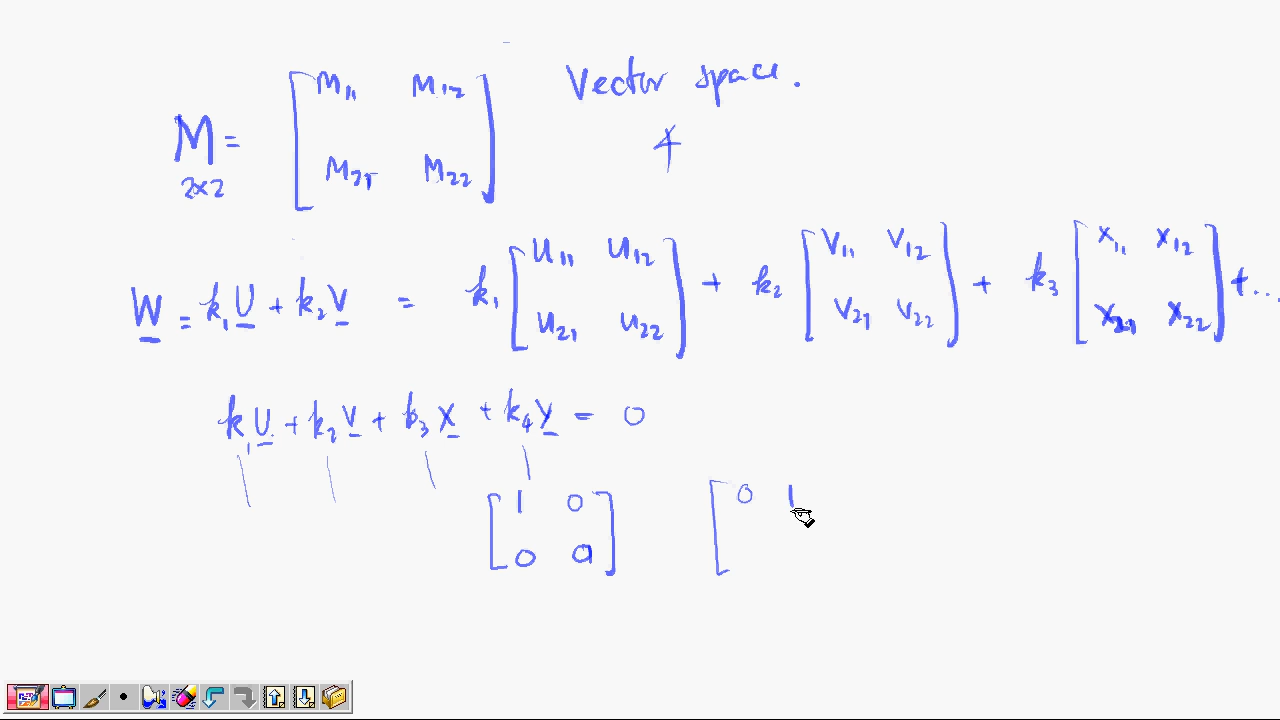 M = [ M₁₁ M₁₂ Vector space.
2x2 M₂₁ M₂₂ ] 4
W = k₁U + k₂V = k₁ [ u₁₁ u₁₂ ] + k₂ [ v₁₁ v₁₂ ] + k₃ [ x₁₁ x₁₂ ] + ...
u₂₁ u₂₂ v₂₁ v₂₂ x₂₁ x₂₂
k₁U + k₂V + k₃X + k₄Y = 0
[ 1 0 ] [ 0 1
0 0